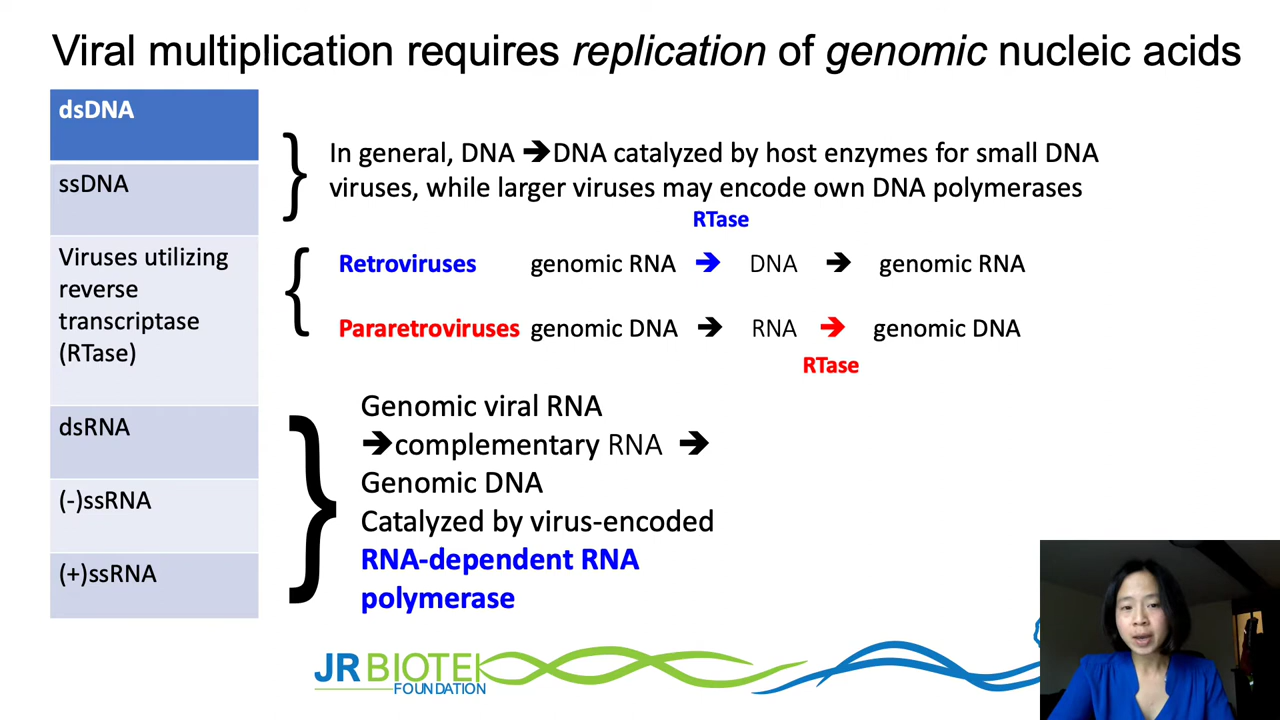 Viral multiplication requires replication of genomic nucleic acids
dsDNA
ssDNA
Viruses utilizing
reverse
transcriptase
(RTase)
dsRNA
(-)ssRNA
(+)ssRNA
In general, DNA ➔DNA catalyzed by host enzymes for small DNA
viruses, while larger viruses may encode own DNA polymerases
RTase
Retroviruses genomic RNA ➔ DNA ➔ genomic RNA
Pararetroviruses genomic DNA ➔ RNA ➔ genomic DNA
RTase
Genomic viral RNA
➔complementary RNA ➔
Genomic DNA
Catalyzed by virus-encoded
RNA-dependent RNA
polymerase
JR BIOTEK
FOUNDATION